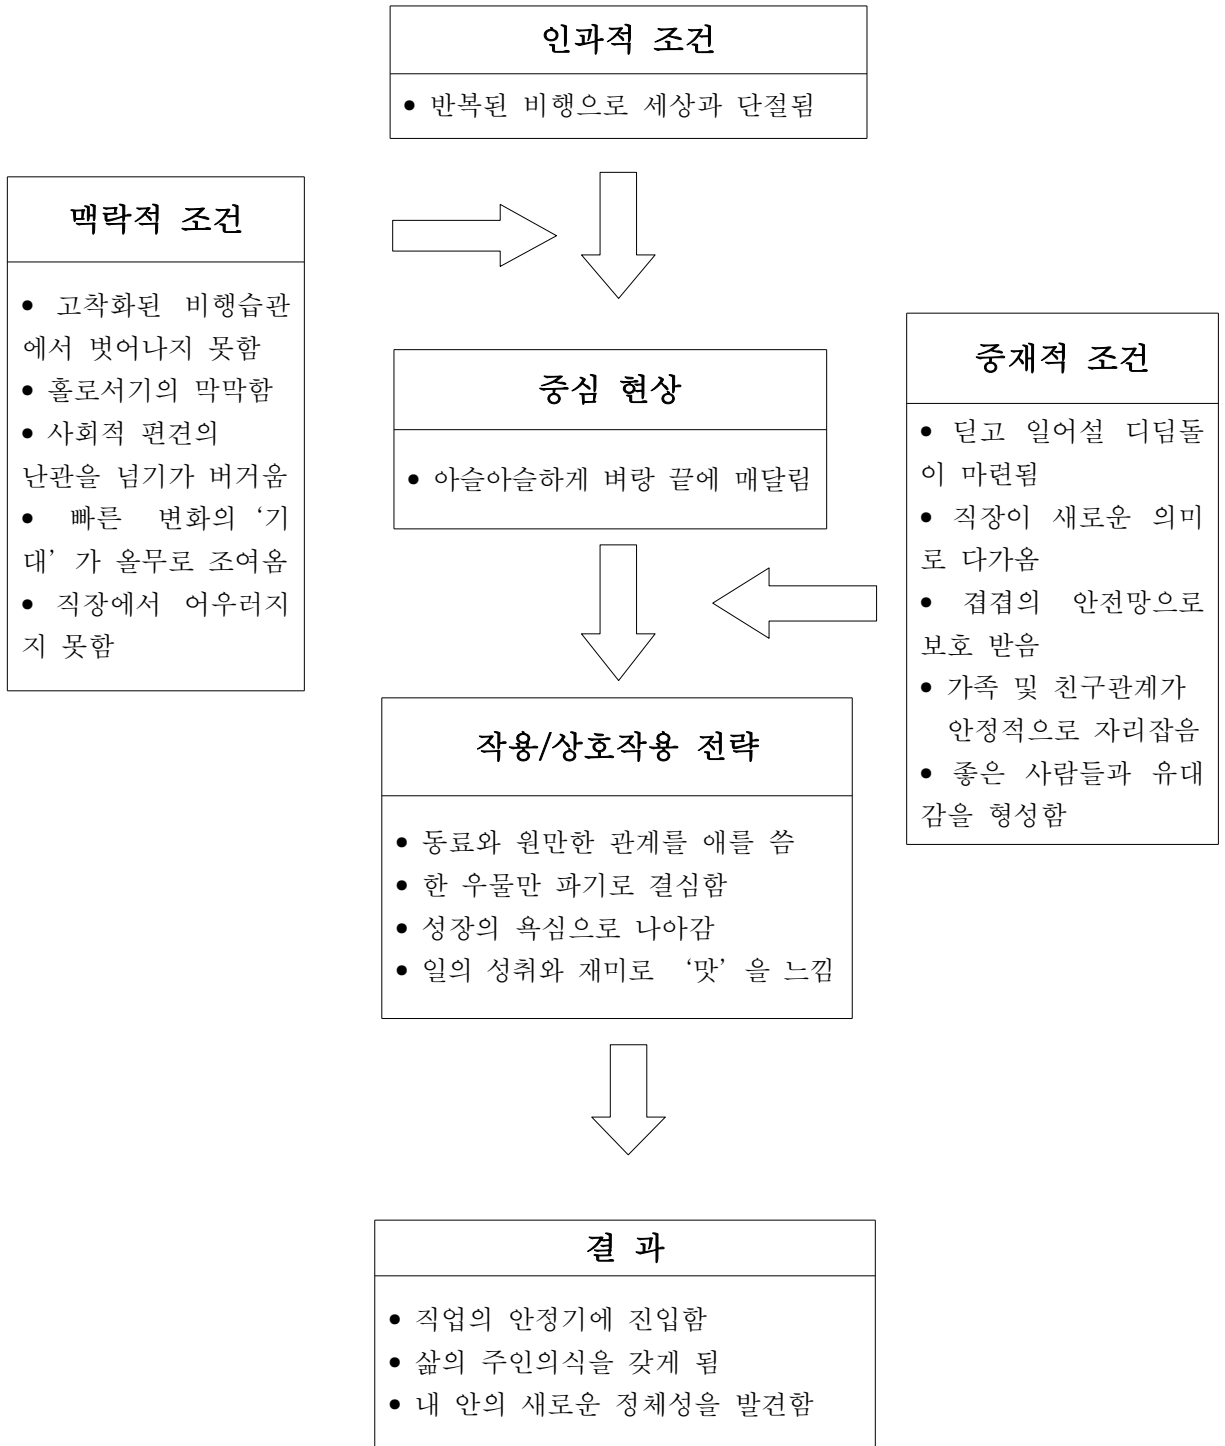 인과적 조건
• 반복된 비행으로 세상과 단절됨
맥락적 조건
• 고착화된 비행습관
에서 벗어나지 못함
• 홀로서기의 막막함
• 사회적 편견의
난관을 넘기가 버거움
• 빠른 변화의 ‘기
대’ 가 올무로 조여옴
• 직장에서 어우러지
지 못함
중심 현상
• 아슬아슬하게 벼랑 끝에 매달림
중재적 조건
• 딛고 일어설 디딤돌
이 마련됨
• 직장이 새로운 의미
로 다가옴
• 겹겹의 안전망으로
보호 받음
• 가족 및 친구관계가
안정적으로 자리잡음
• 좋은 사람들과 유대
감을 형성함
작용/상호작용 전략
• 동료와 원만한 관계를 애를 씀
• 한 우물만 파기로 결심함
• 성장의 욕심으로 나아감
• 일의 성취와 재미로 ‘맛’ 을 느낌
결 과
• 직업의 안정기에 진입함
• 삶의 주인의식을 갖게 됨
• 내 안의 새로운 정체성을 발견함